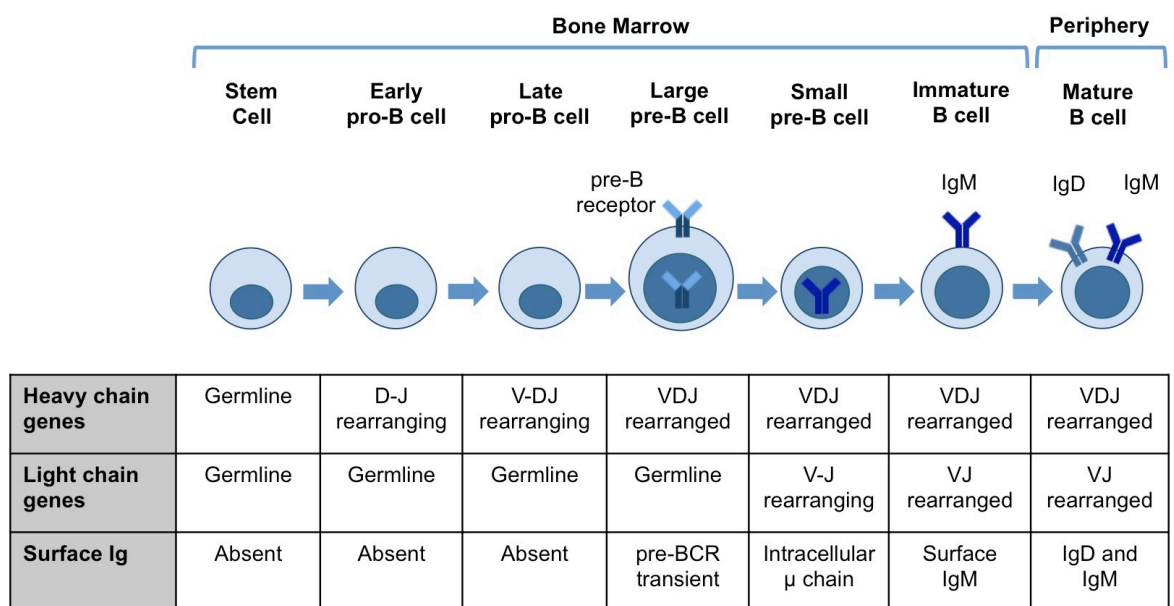 Bone Marrow
Periphery
Stem
Cell
Early
pro-B cell
Late
pro-B cell
Large
pre-B cell
Small
pre-B cell
Immature
B cell
Mature
B cell
pre-B
receptor
IgM
IgD
IgM
Heavy chain
genes
Germline
D-J
rearranging
V-DJ
rearranging
VDJ
rearranged
VDJ
rearranged
VDJ
rearranged
VDJ
rearranged
Light chain
genes
Germline
Germline
Germline
Germline
V-J
rearranging
VJ
rearranged
VJ
rearranged
Surface Ig
Absent
Absent
Absent
pre-BCR
transient
Intracellular
μ chain
Surface
IgM
IgD and
IgM